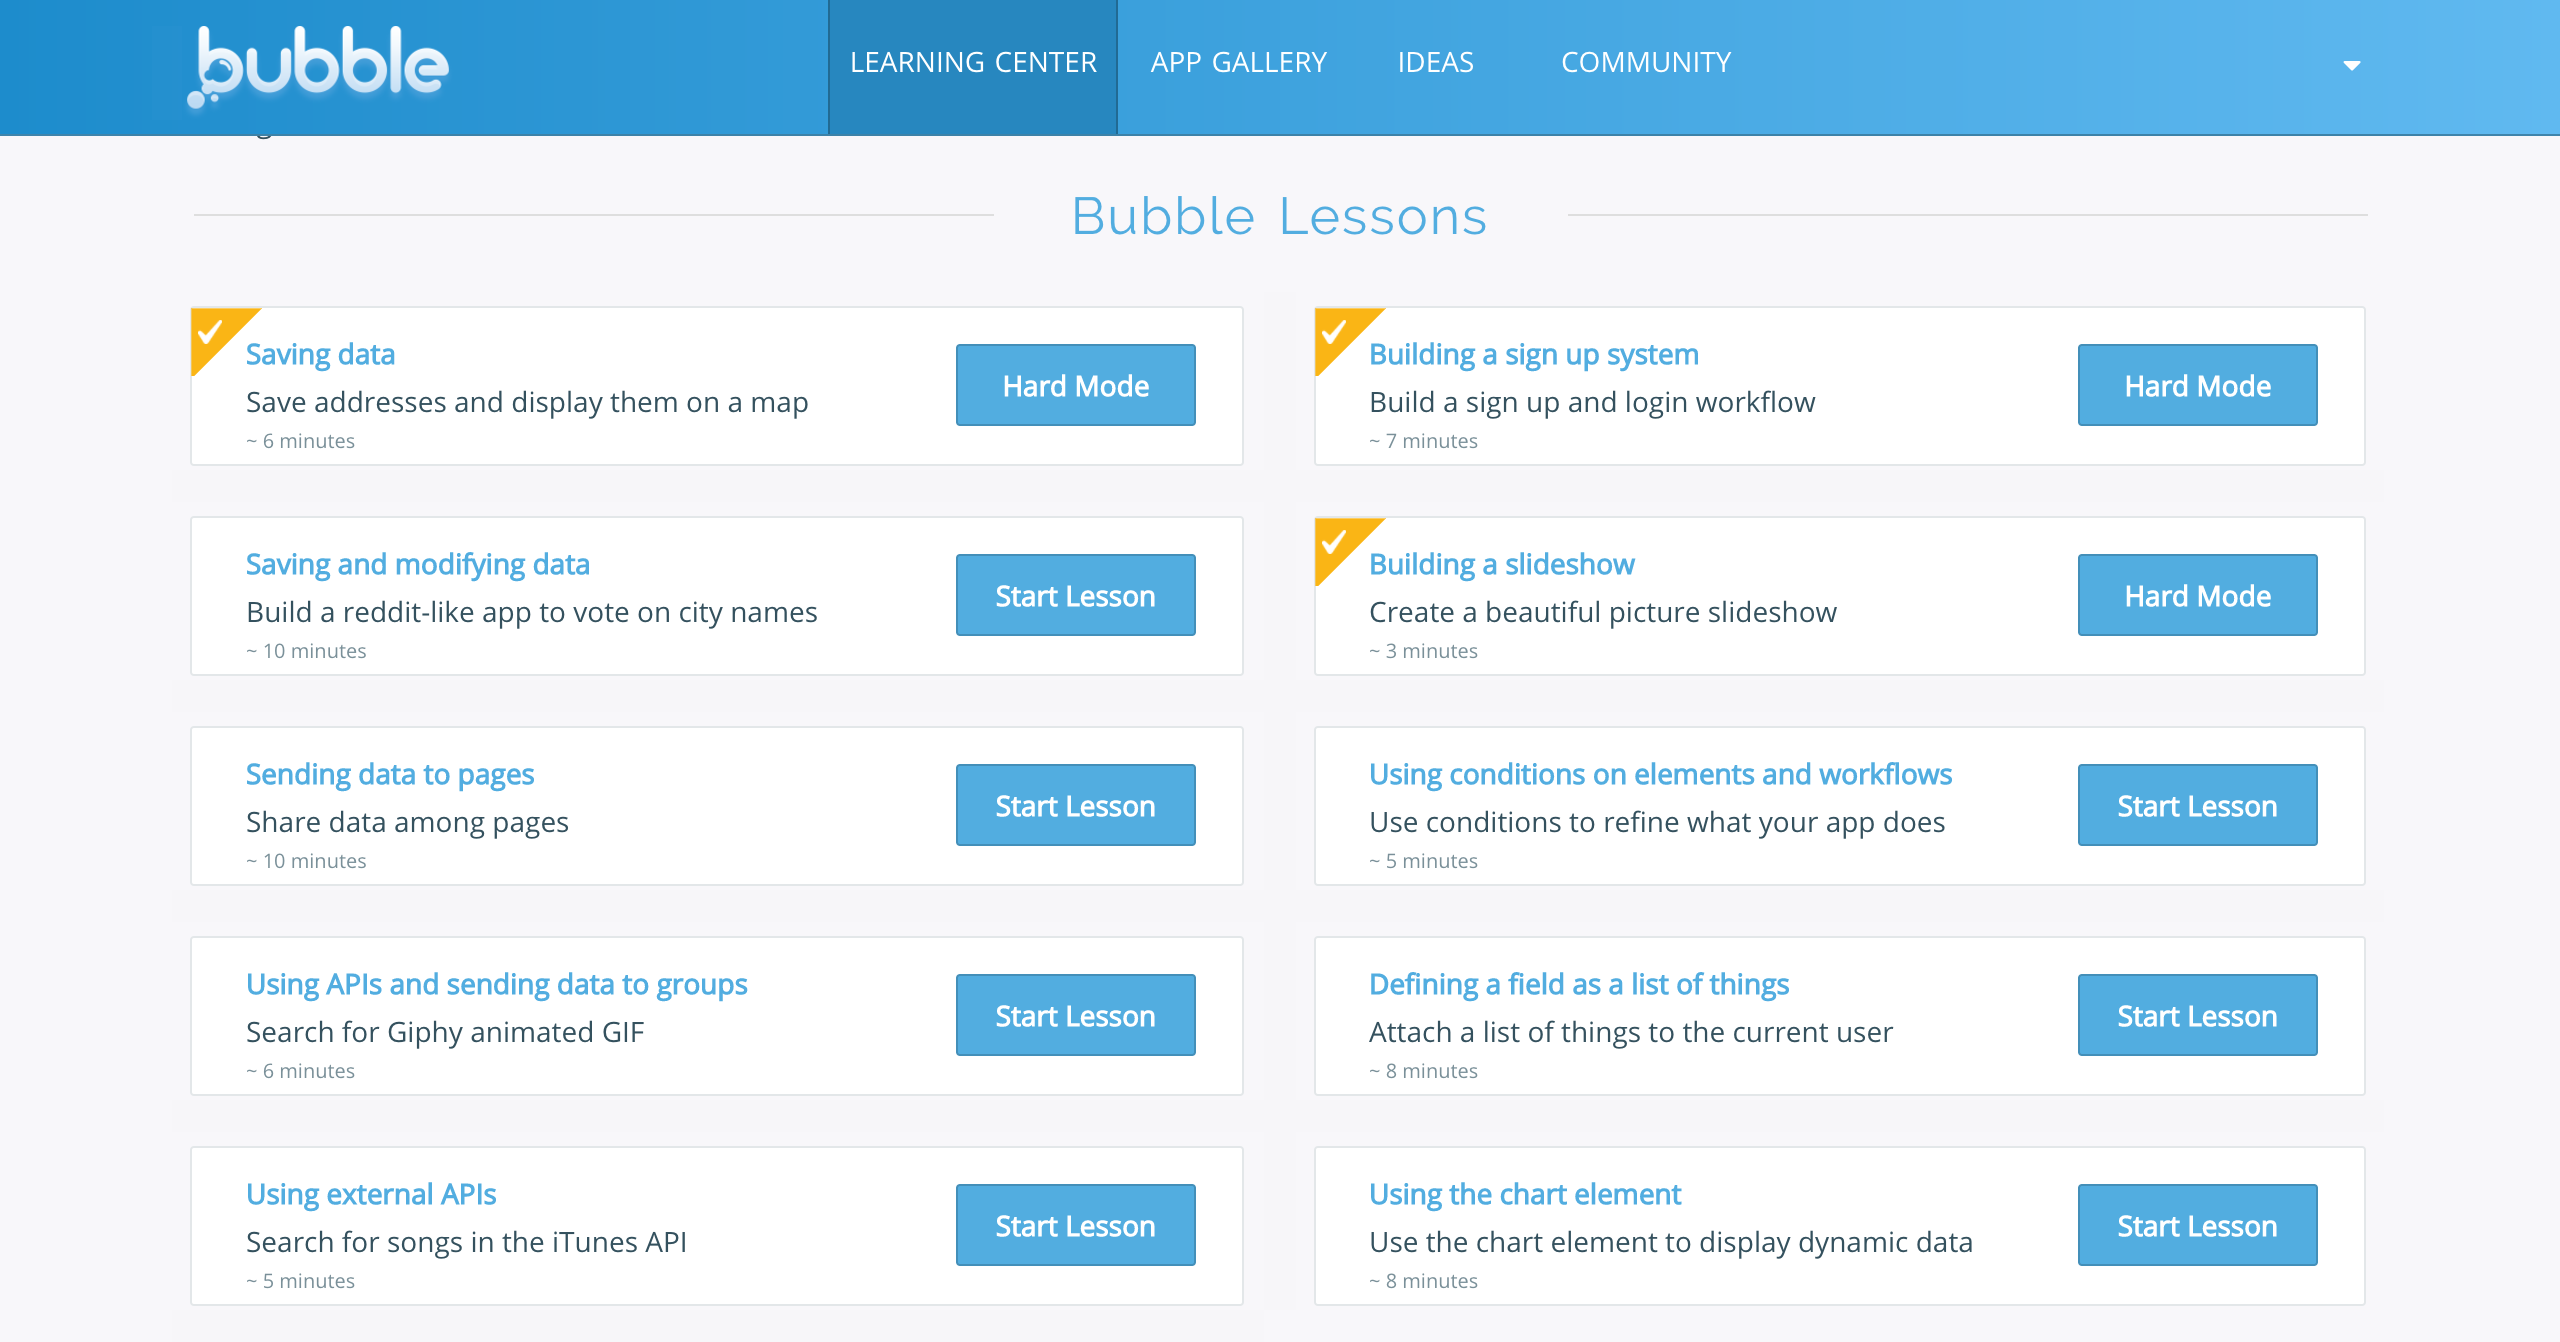 bubble
LEARNING CENTER
APP GALLERY
IDEAS
COMMUNITY
Bubble Lessons
Saving data
Save addresses and display them on a map
~ 6 minutes
Hard Mode
Building a sign up system
Build a sign up and login workflow
~ 7 minutes
Hard Mode
Saving and modifying data
Build a reddit-like app to vote on city names
~ 10 minutes
Start Lesson
Building a slideshow
Create a beautiful picture slideshow
~ 3 minutes
Hard Mode
Sending data to pages
Share data among pages
~ 10 minutes
Start Lesson
Using conditions on elements and workflows
Use conditions to refine what your app does
~ 5 minutes
Start Lesson
Using APIs and sending data to groups
Search for Giphy animated GIF
~ 6 minutes
Start Lesson
Defining a field as a list of things
Attach a list of things to the current user
~ 8 minutes
Start Lesson
Using external APIs
Search for songs in the iTunes API
~ 5 minutes
Start Lesson
Using the chart element
Use the chart element to display dynamic data
~ 8 minutes
Start Lesson